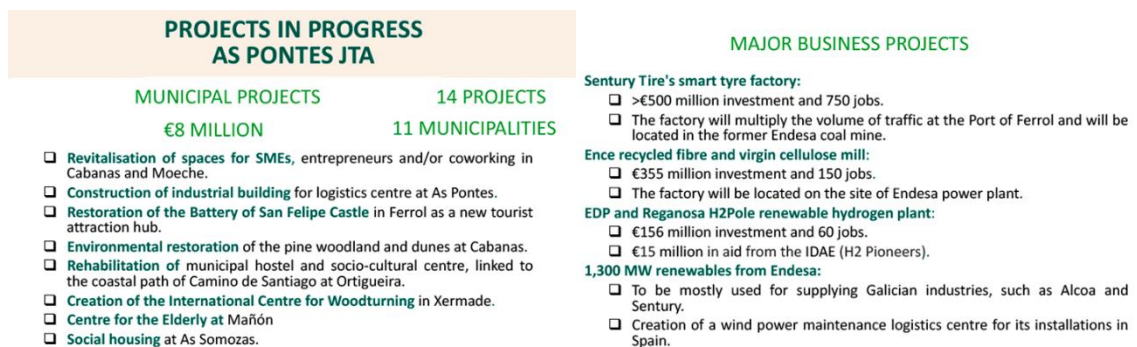 PROJECTS IN PROGRESS
AS PONTES JTA
MUNICIPAL PROJECTS
€8 MILLION
14 PROJECTS
11 MUNICIPALITIES
❑ Revitalisation of spaces for SMEs, entrepreneurs and/or coworking in
Cabanas and Moeche.
❑ Construction of industrial building for logistics centre at As Pontes.
❑ Restoration of the Battery of San Felipe Castle in Ferrol as a new tourist
attraction hub.
❑ Environmental restoration of the pine woodland and dunes at Cabanas.
❑ Rehabilitation of municipal hostel and socio-cultural centre, linked to
the coastal path of Camino de Santiago at Ortigueira.
❑ Creation of the International Centre for Woodturning in Xermade.
❑ Centre for the Elderly at Mañón
❑ Social housing at As Somozas.
MAJOR BUSINESS PROJECTS
Sentury Tire's smart tyre factory:
❑ >€500 million investment and 750 jobs.
❑ The factory will multiply the volume of traffic at the Port of Ferrol and will be
located in the former Endesa coal mine.
Ence recycled fibre and virgin cellulose mill:
❑ €355 million investment and 150 jobs.
❑ The factory will be located on the site of Endesa power plant.
EDP and Reganosa H2Pole renewable hydrogen plant:
❑ €156 million investment and 60 jobs.
❑ €15 million in aid from the IDAE (H2 Pioneers).
1,300 MW renewables from Endesa:
❑ To be mostly used for supplying Galician industries, such as Alcoa and
Sentury.
❑ Creation of a wind power maintenance logistics centre for its installations in
Spain.